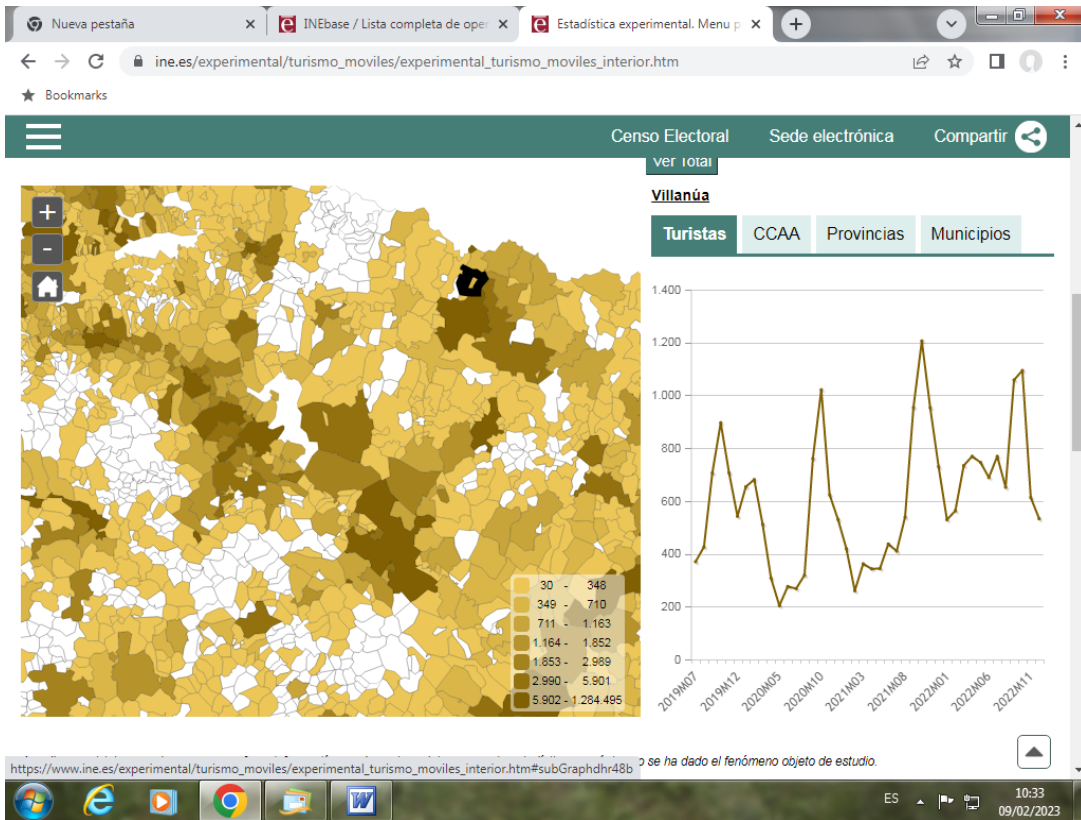 Nueva pestaña
INEbase / Lista completa de oper
Estadística experimental. Menu p
ine.es/experimental/turismo_moviles/experimental_turismo_moviles_interior.htm
Bookmarks
Censo Electoral Sede electrónica Compartir
Ver Total
Villanúa
Turistas CCAA Provincias Municipios
+
-
1.400
1.200
1.000
800
600
400
200
0
2019M07 2019M12 2020M05 2020M10 2021M03 2021M08 2022M01 2022M06 2022M11
30 - 348
349 - 710
711 - 1.163
1.164 - 1.852
1.853 - 2.989
2.990 - 5.901
5.902 - 1.284.495
o se ha dado el fenómeno objeto de estudio.
https://www.ine.es/experimental/turismo_moviles/experimental_turismo_moviles_interior.htm#subGraphdhr48b
ES
10:33
09/02/2023